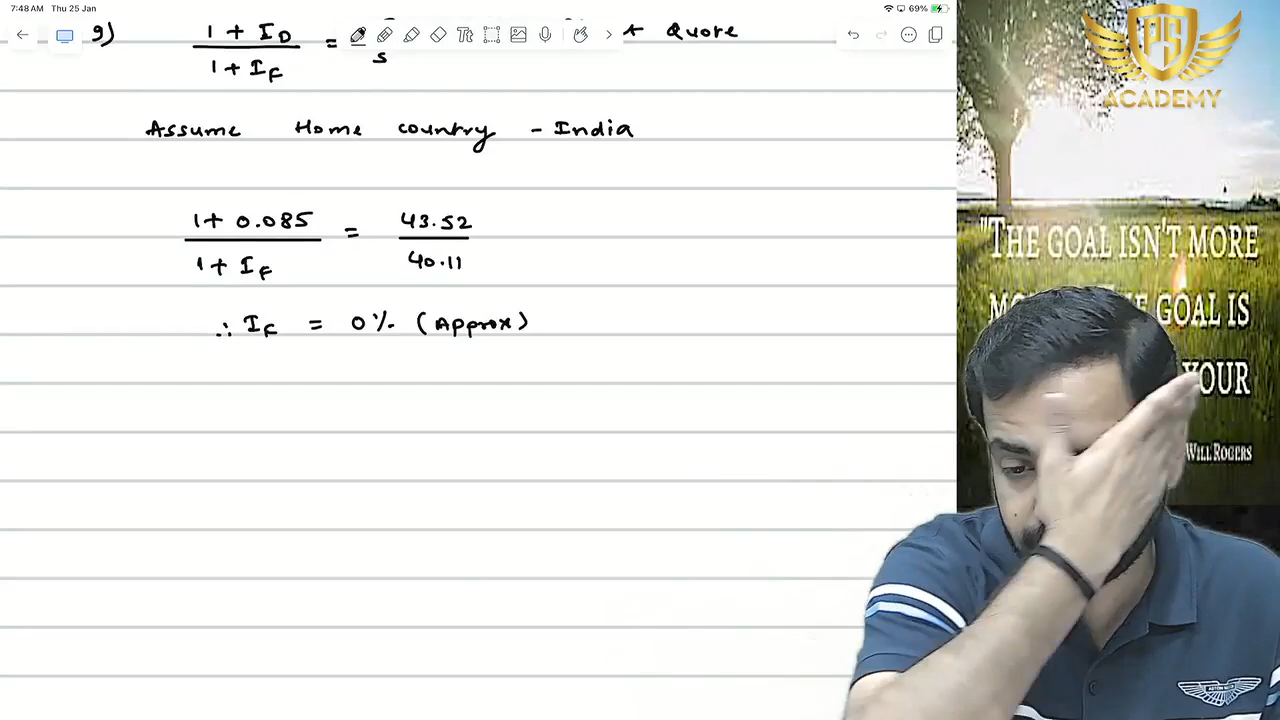 7:48 AM Thu 25 Jan
69%
9) 1 + I_D / 1 + I_F = / s Quote
PS
ACADEMY
Assume Home country - India
1 + 0.085 / 1 + I_F = 43.52 / 40.11
∴ I_F = 0% (Approx)
"THE GOAL ISN'T MORE
GOAL IS
YOUR
WILL ROGERS
ASTON MARTIN